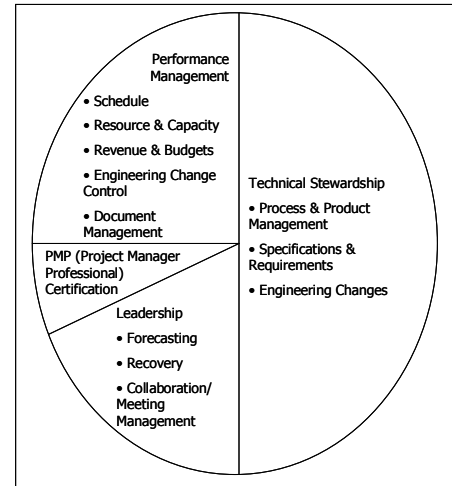 Performance
Management
• Schedule
• Resource & Capacity
• Revenue & Budgets
• Engineering Change
Control
• Document
Management
PMP (Project Manager
Professional)
Certification
Leadership
• Forecasting
• Recovery
• Collaboration/
Meeting
Management
Technical Stewardship
• Process & Product
Management
• Specifications &
Requirements
• Engineering Changes